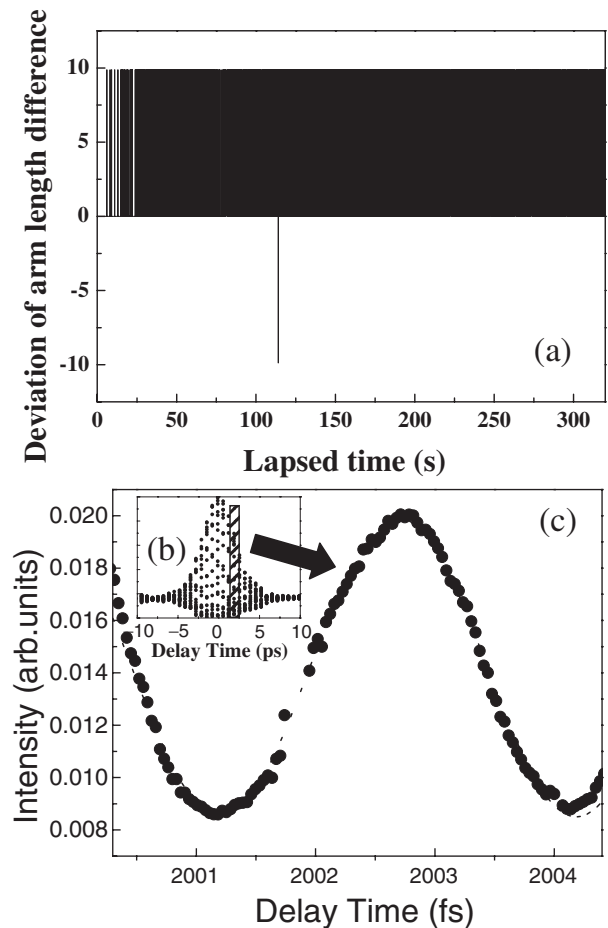 Deviation of arm length difference
10
5
0
-5
-10
(a)
0 50 100 150 200 250 300
Lapsed time (s)
Intensity (arb.units)
0.020
0.018
0.016
0.014
0.012
0.010
0.008
(b)
-10 -5 0 5 10
Delay Time (ps)
(c)
2001 2002 2003 2004
Delay Time (fs)